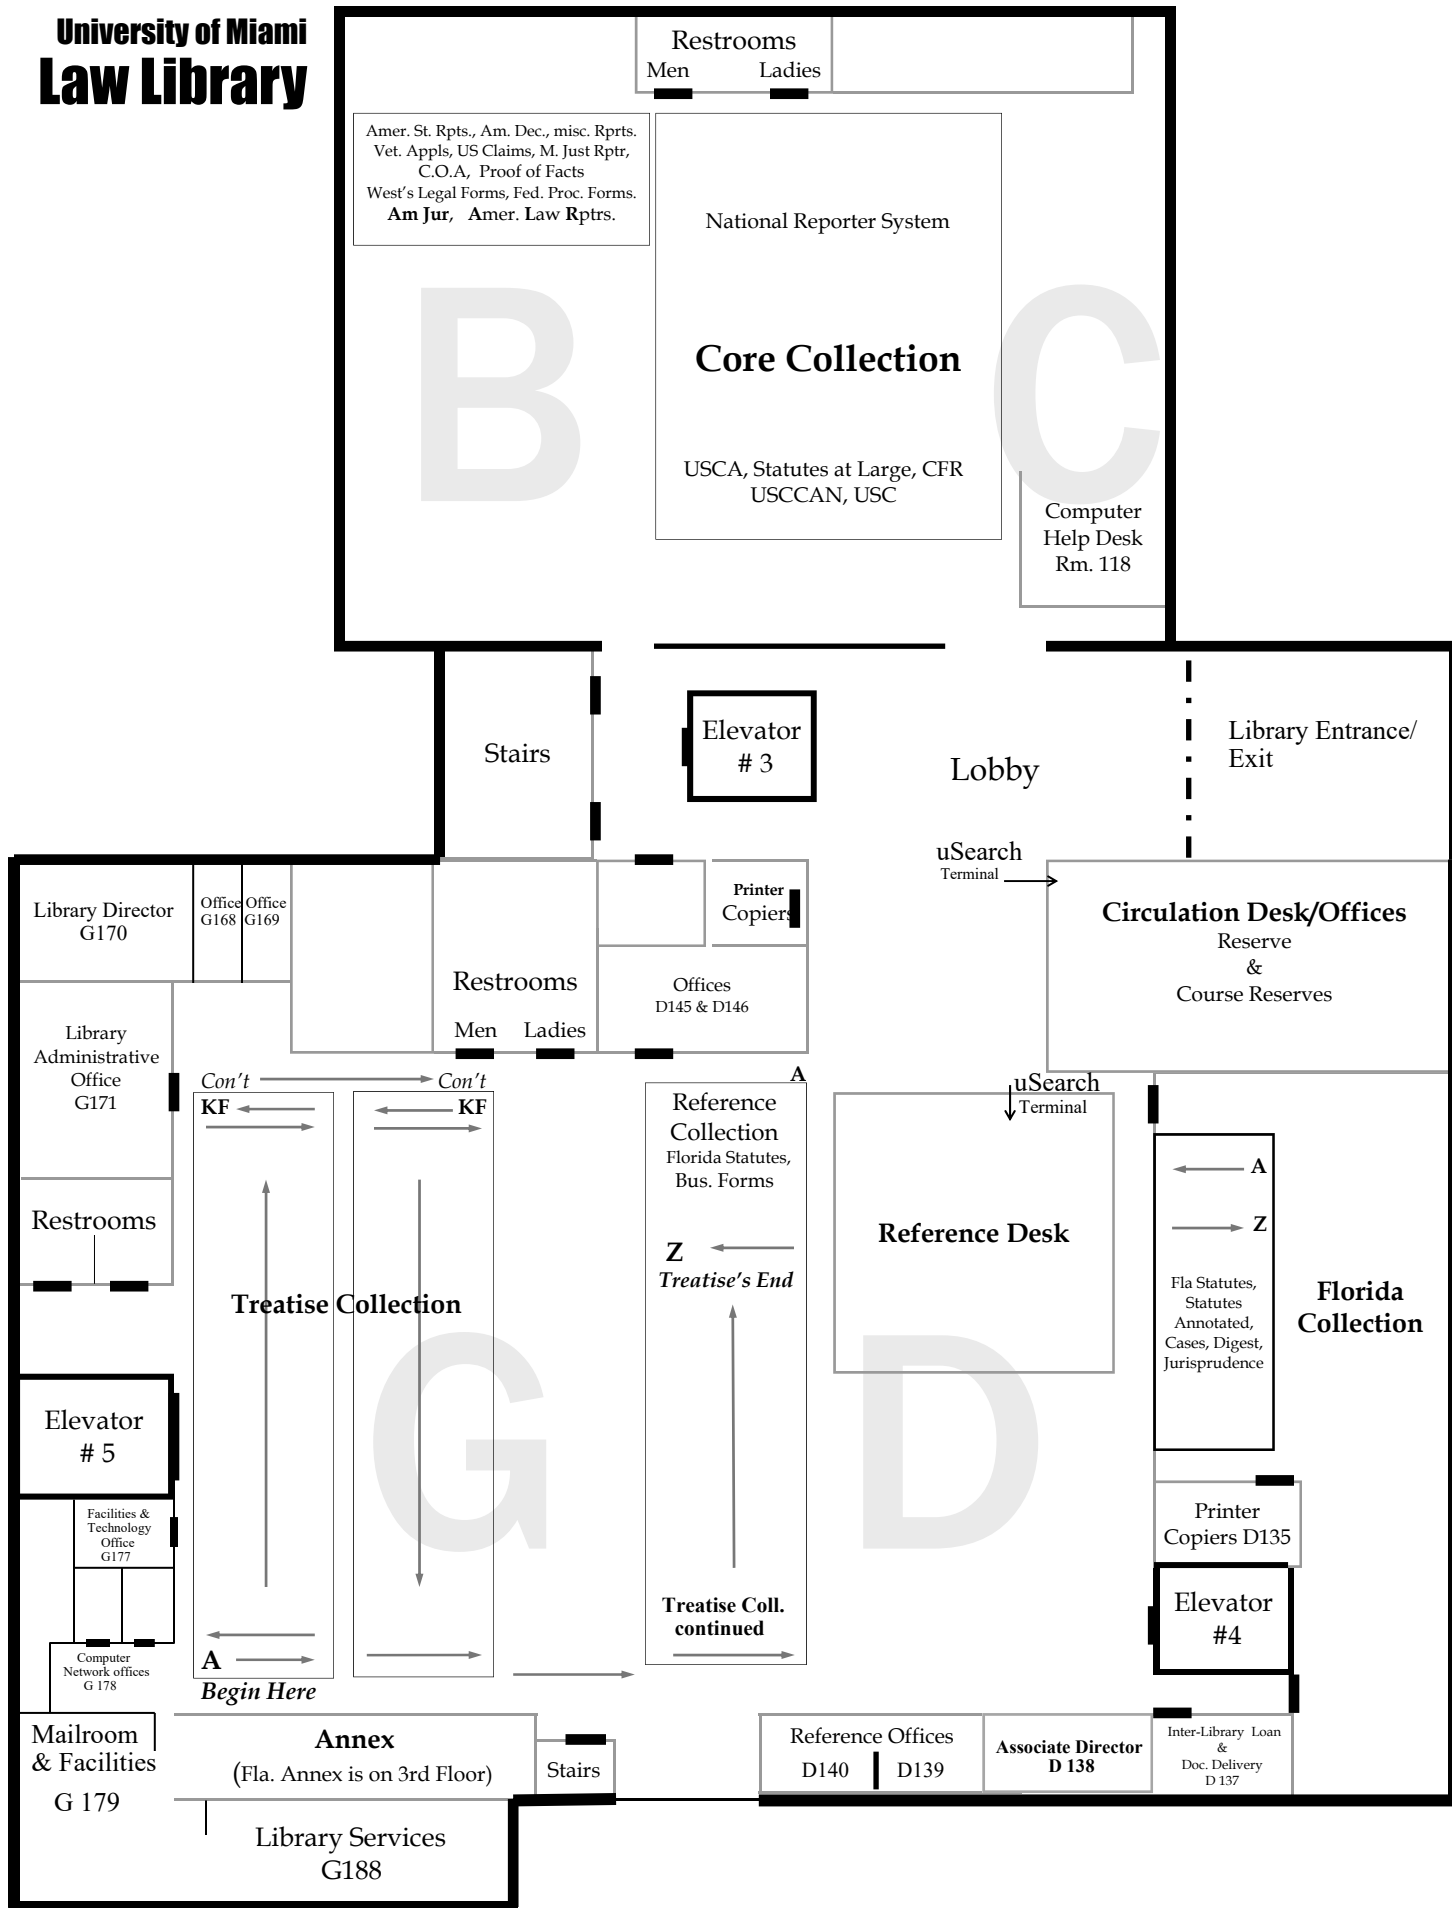 University of Miami
Law Library
Restrooms
Men Ladies
Amer. St. Rpts., Am. Dec., misc. Rprts.
Vet. Appls, US Claims, M. Just Rptr,
C.O.A, Proof of Facts
West's Legal Forms, Fed. Proc. Forms.
Am Jur, Amer. Law Rptrs.
National Reporter System
B
C
Core Collection
USCA, Statutes at Large, CFR
USCCAN, USC
Computer
Help Desk
Rm. 118
Stairs
Elevator
# 3
Lobby
Library Entrance/
Exit
uSearch
Terminal
Library Director
G170
Office
G168
Office
G169
Restrooms
Men Ladies
Printer
Copiers
Offices
D145 & D146
Circulation Desk/Offices
Reserve
&
Course Reserves
Library
Administrative
Office
G171
Con't
Con't
KF
KF
A
Reference
Collection
Florida Statutes,
Bus. Forms
uSearch
Terminal
Restrooms
Z
Treatise's End
Reference Desk
A
Z
Fla Statutes,
Statutes
Annotated,
Cases, Digest,
Jurisprudence
Florida
Collection
Treatise Collection
G
D
Elevator
# 5
Facilities &
Technology
Office
G177
Printer
Copiers D135
Treatise Coll.
continued
Elevator
#4
Computer
Network offices
G 178
A
Begin Here
Mailroom
& Facilities
G 179
Annex
(Fla. Annex is on 3rd Floor)
Stairs
Reference Offices
D140 D139
Associate Director
D 138
Inter-Library Loan
&
Doc. Delivery
D 137
Library Services
G188